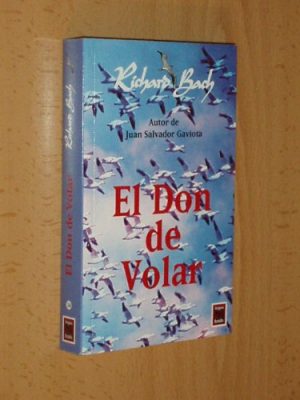 Richard Bach
Autor de
Juan Salvador Gaviota
El Don
de
Volar
Richard Bach
El Don de Volar